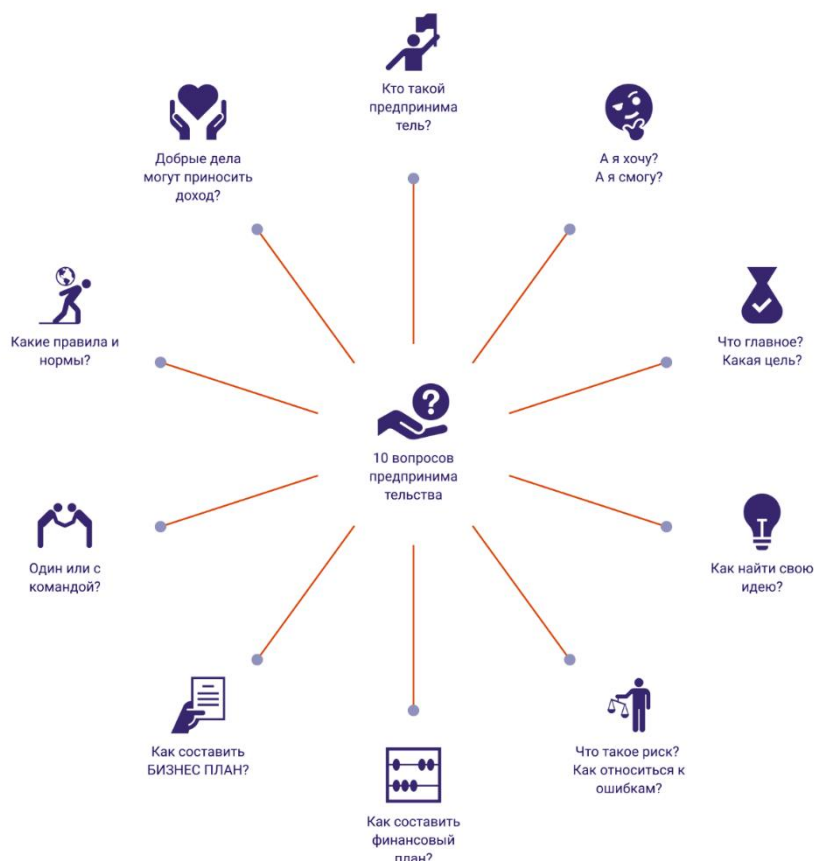 Кто такой
предпринима
тель?
А я хочу?
А я смогу?
Что главное?
Какая цель?
Как найти свою
идею?
Что такое риск?
Как относиться к
ошибкам?
Как составить
финансовый
план?
Как составить
БИЗНЕС ПЛАН?
Один или с
командой?
Какие правила и
нормы?
Добрые дела
могут приносить
доход?
10 вопросов
предпринима
тельства